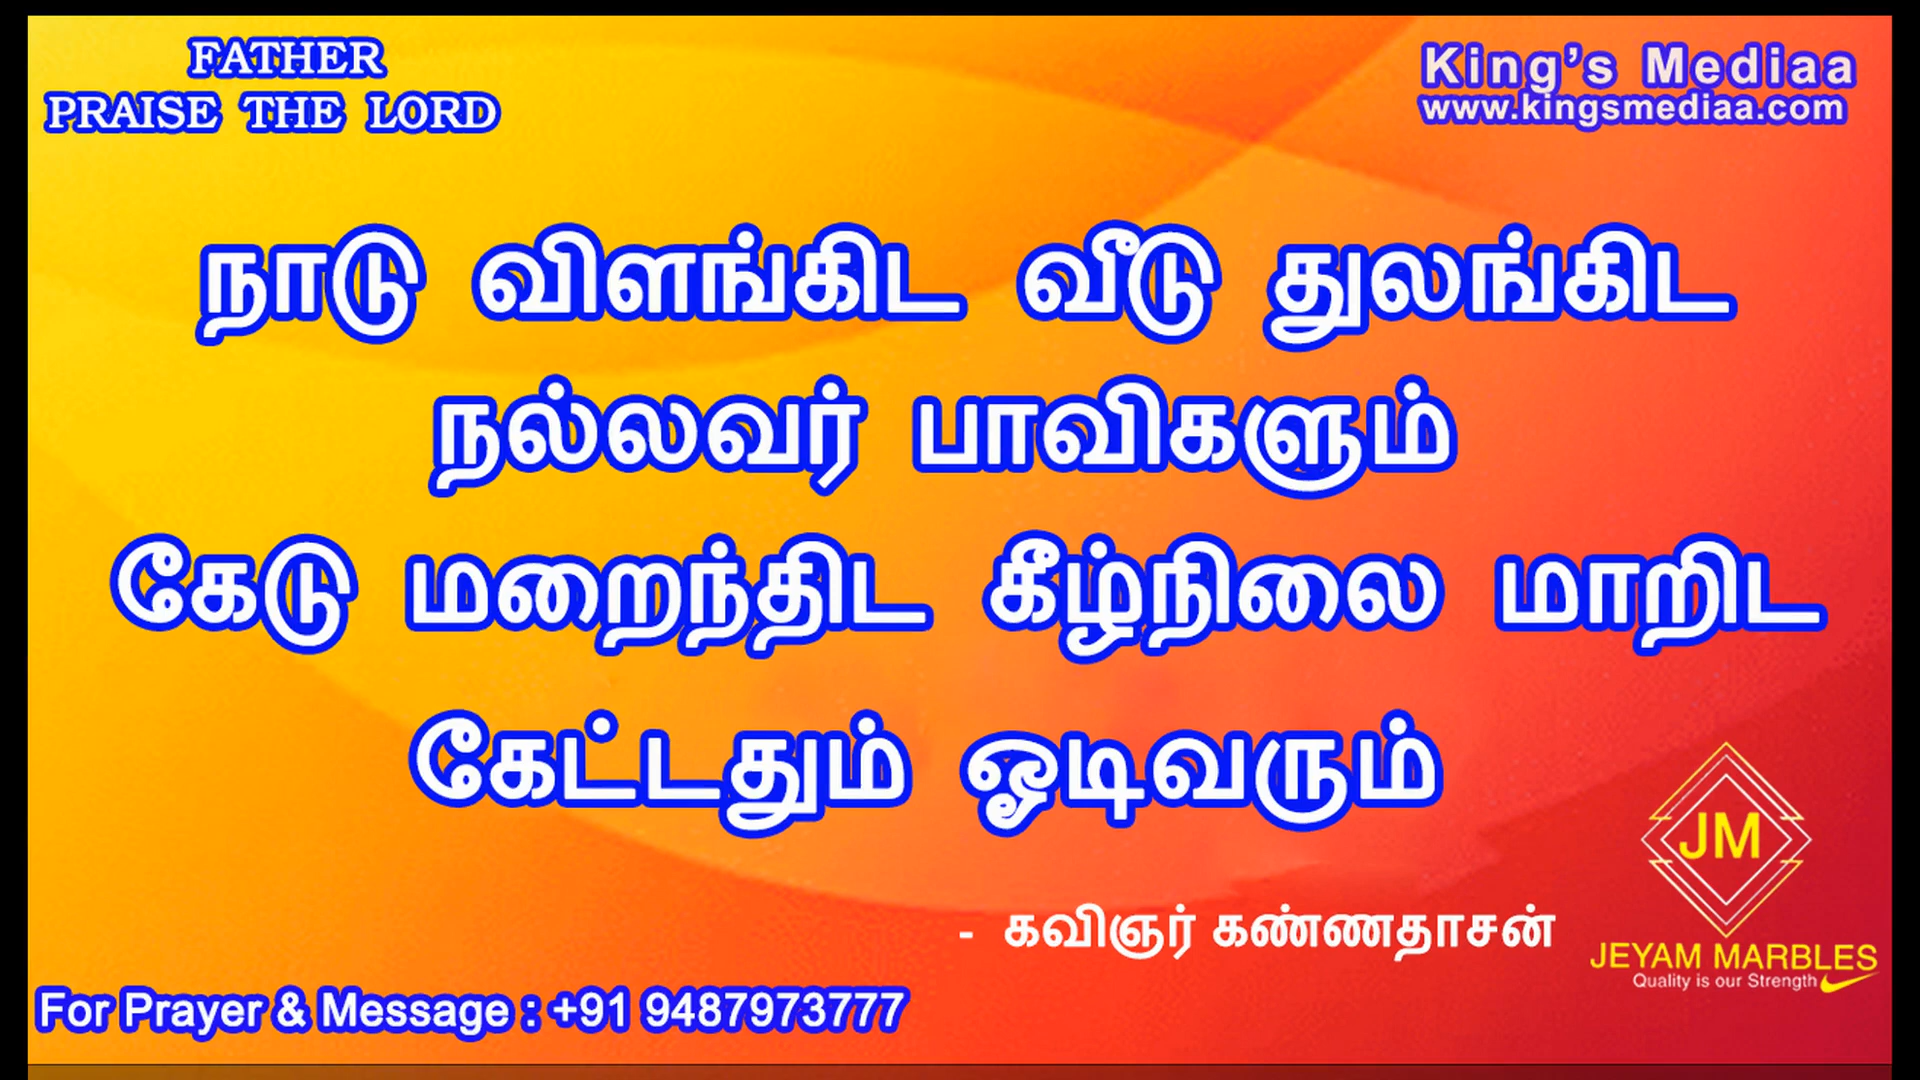 FATHER
PRAISE THE LORD
King's Mediaa
www.kingsmediaa.com
நாடு விளங்கிட வீடு துலங்கிட
நல்லவர் பாவிகளும்
கேடு மறைந்திட கீழ்நிலை மாறிட
கேட்டதும் ஓடிவரும்
- கவிஞர் கண்ணதாசன்
JM
JEYAM MARBLES
Quality is our Strength
For Prayer & Message : +91 9487973777